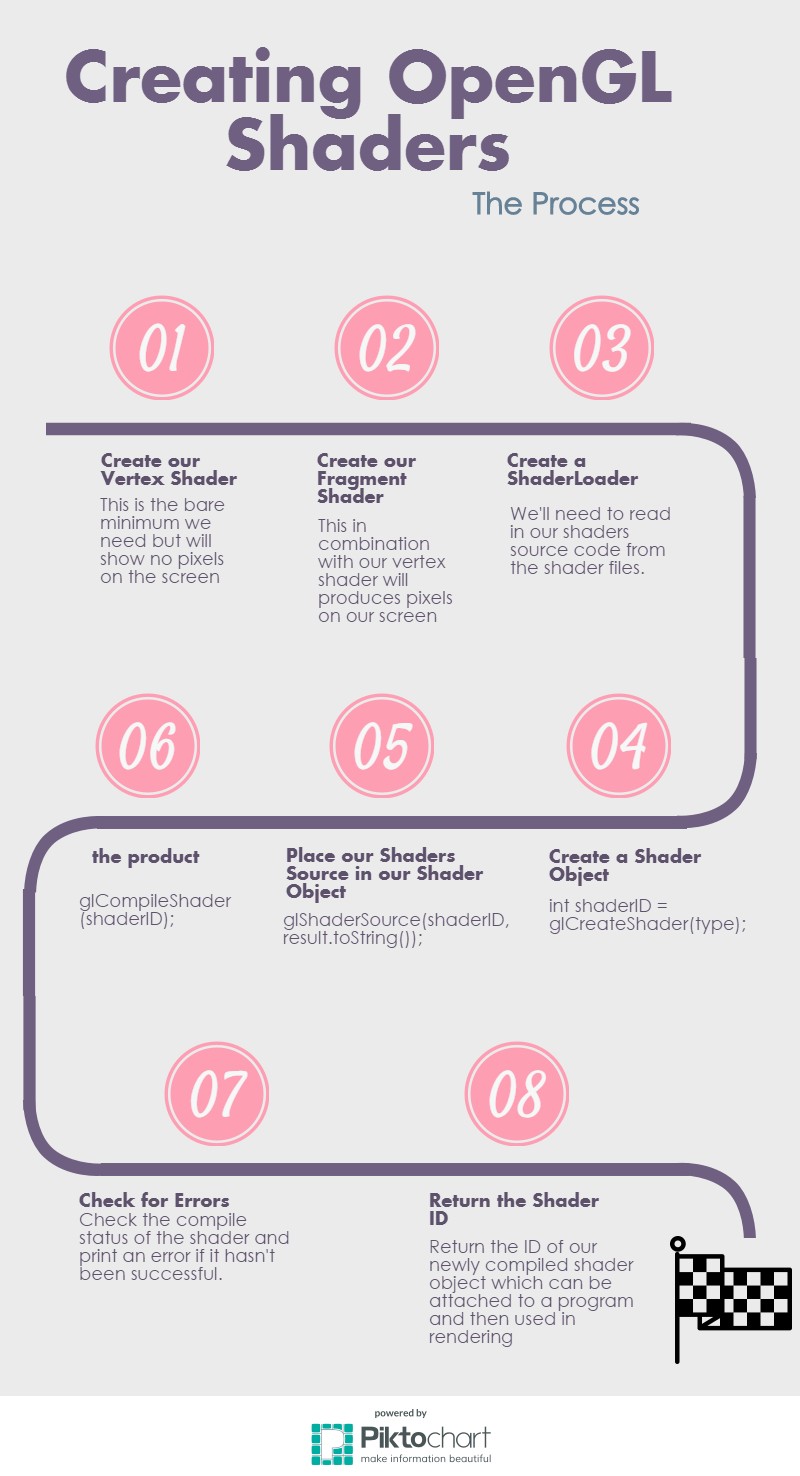 Creating OpenGL
Shaders
The Process
01
02
03
Create our
Vertex Shader
This is the bare
minimum we
need but will
show no pixels
on the screen
Create our
Fragment
Shader
This in
combination
with our vertex
shader will
produces pixels
on our screen
Create a
ShaderLoader
We'll need to read
in our shaders
source code from
the shader files.
04
Create a Shader
Object
int shaderID =
glCreateShader(type);
05
Place our Shaders
Source in our Shader
Object
glShaderSource(shaderID,
result.toString());
06
the product
glCompileShader
(shaderID);
07
Check for Errors
Check the compile
status of the shader and
print an error if it hasn't
been successful.
08
Return the Shader
ID
Return the ID of our
newly compiled shader
object which can be
attached to a program
and then used in
rendering
powered by
Piktochart
make information beautiful